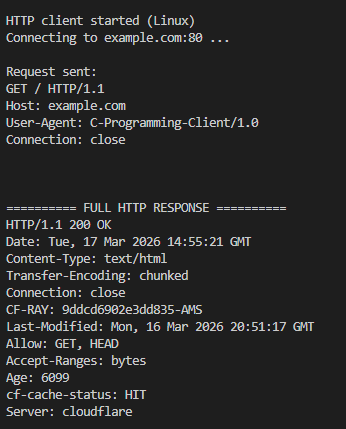 HTTP client started (Linux)
Connecting to example.com:80 ...
Request sent:
GET / HTTP/1.1
Host: example.com
User-Agent: C-Programming-Client/1.0
Connection: close
========== FULL HTTP RESPONSE ==========
HTTP/1.1 200 OK
Date: Tue, 17 Mar 2026 14:55:21 GMT
Content-Type: text/html
Transfer-Encoding: chunked
Connection: close
CF-RAY: 9ddcd6902e3dd835-AMS
Last-Modified: Mon, 16 Mar 2026 20:51:17 GMT
Allow: GET, HEAD
Accept-Ranges: bytes
Age: 6099
cf-cache-status: HIT
Server: cloudflare